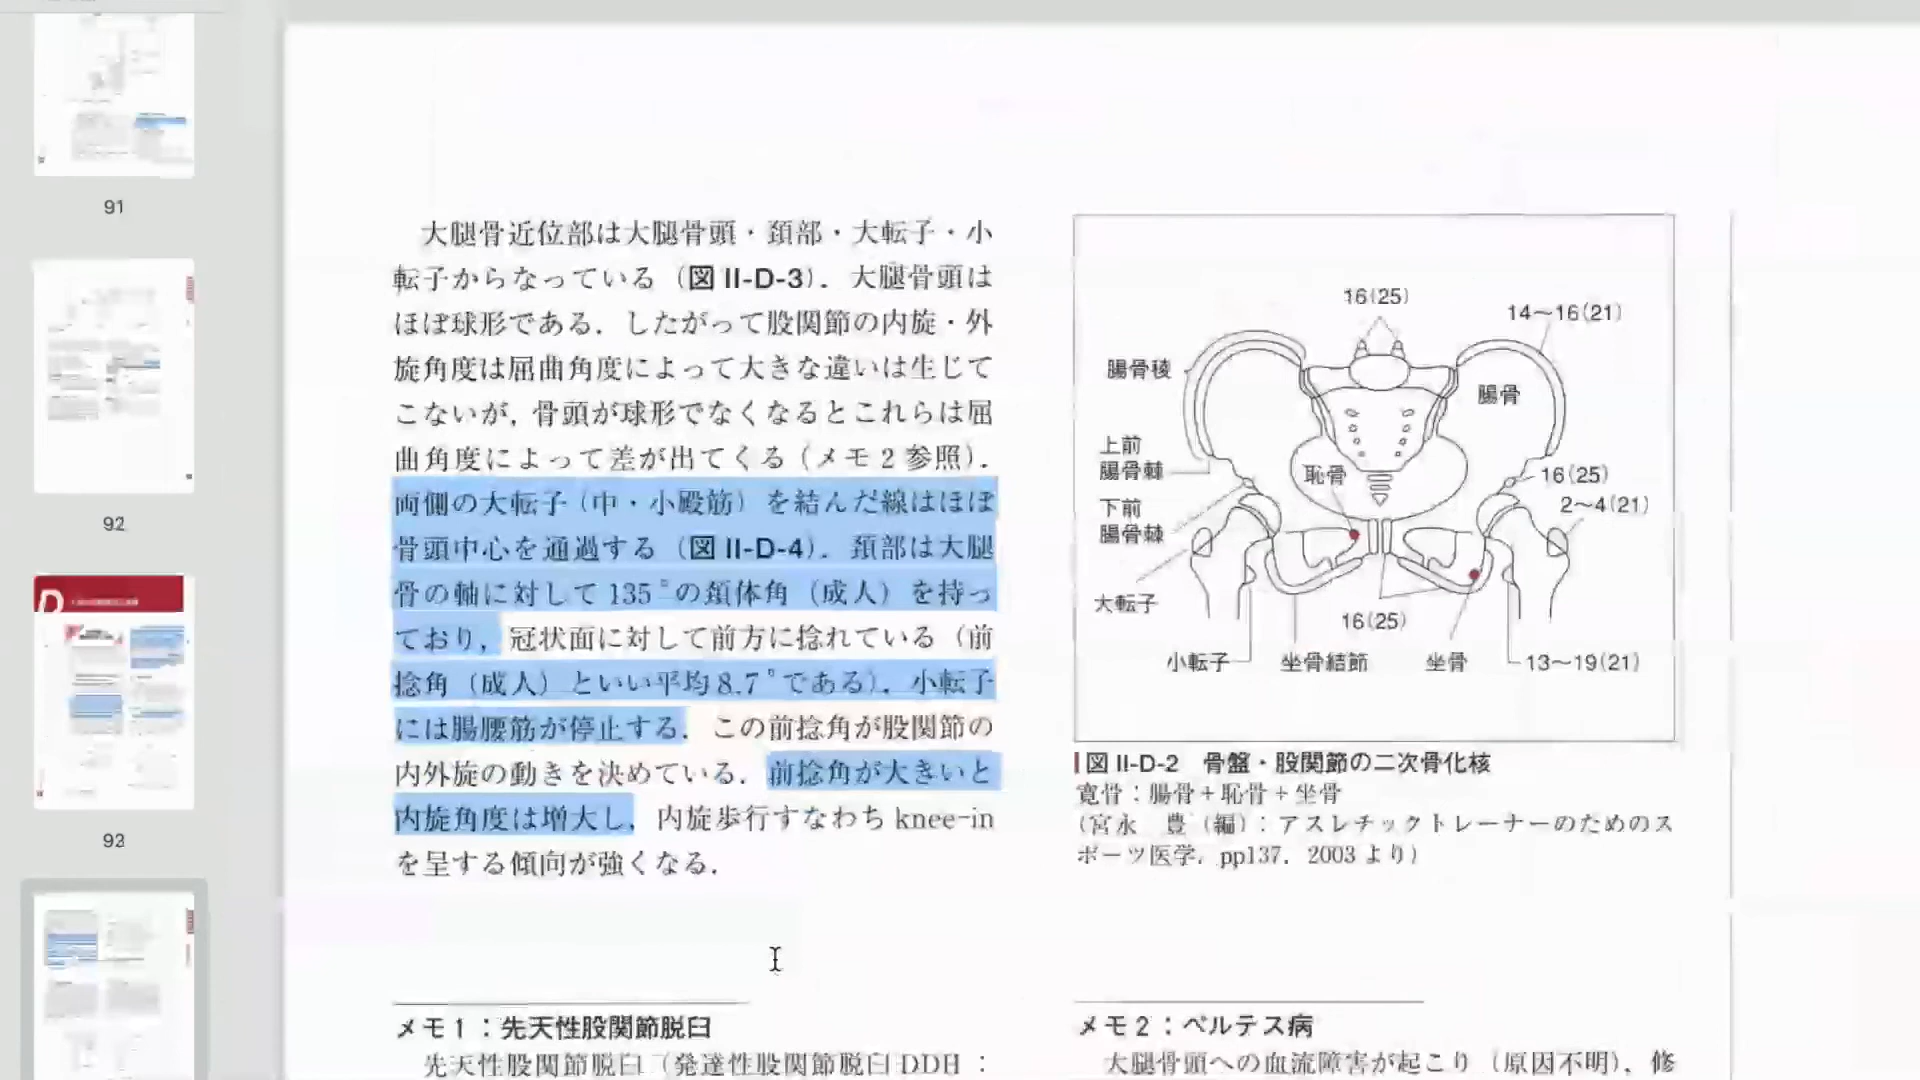 91
92
93
D
大腿骨近位部は大腿骨頭・頚部・大転子・小
転子からなっている（図 II-D-3）．大腿骨頭は
ほぼ球形である．したがって股関節の内旋・外
旋角度は屈曲角度によって大きな違いは生じて
こないが，骨頭が球形でなくなるとこれらは屈
曲角度によって差が出てくる（メモ 2 参照）．
両側の大転子（中・小殿筋）を結んだ線はほぼ
骨頭中心を通過する（図 II-D-4）．頚部は大腿
骨の軸に対して 135°の頚体角（成人）を持っ
ており，冠状面に対して前方に捻れている（前
捻角（成人）といい平均 8.7°である）．小転子
には腸腰筋が停止する．この前捻角が股関節の
内外旋の動きを決めている．前捻角が大きいと
内旋角度は増大し，内旋歩行すなわち knee-in
を呈する傾向が強くなる．
16(25)
14〜16(21)
腸骨稜
腸骨
上前
腸骨棘
恥骨
16(25)
下前
腸骨棘
2〜4(21)
大転子
16(25)
小転子
坐骨結節
坐骨
13〜19(21)
図 II-D-2 骨盤・股関節の二次骨化核
寛骨：腸骨 + 恥骨 + 坐骨
（宮永 豊（編）：アスレチックトレーナーのためのス
ポーツ医学，pp137，2003 より）
メモ 1：先天性股関節脱臼
先天性股関節脱臼（発達性股関節脱臼 DDH：
メモ 2：ペルテス病
大腿骨頭への血流障害が起こり（原因不明），修